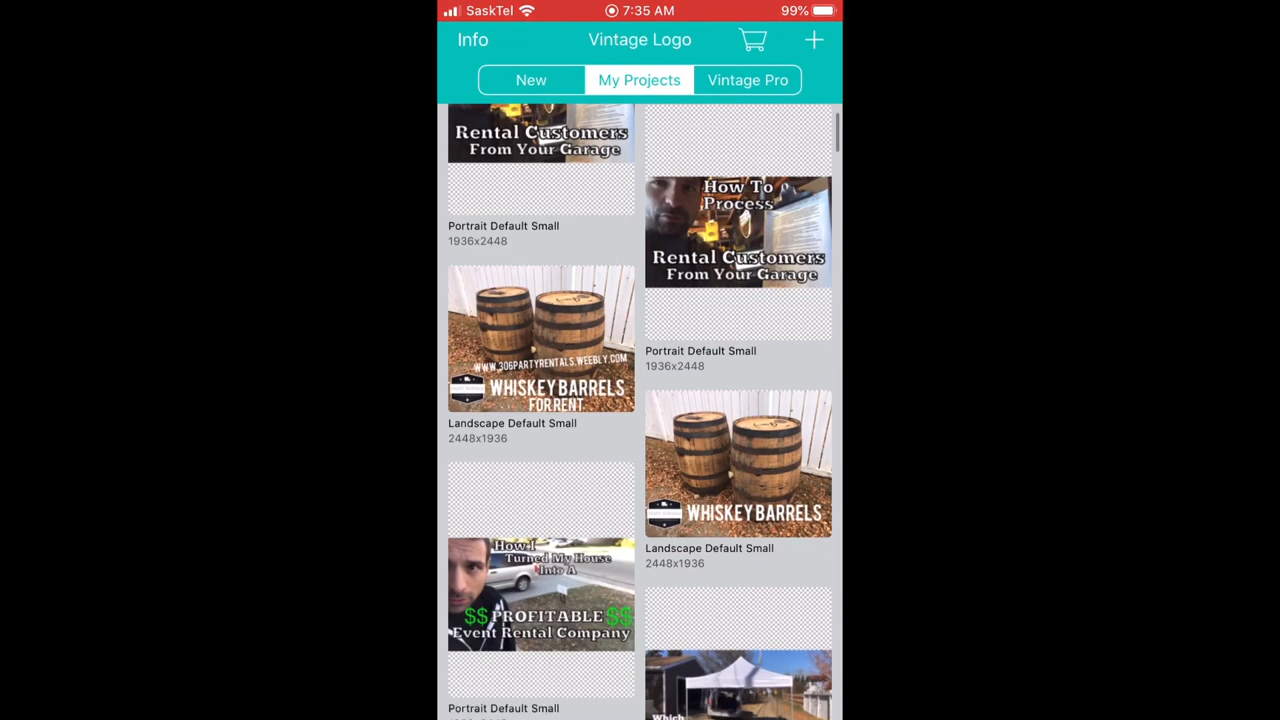 SaskTel
7:35 AM
99%
Info
Vintage Logo
New
My Projects
Vintage Pro
Rental Customers
From Your Garage
Portrait Default Small
1936x2448
WWW.306PARTYRENTALS.WEEBLY.COM
WHISKEY BARRELS
FOR RENT
Landscape Default Small
2448x1936
How I
Turned My House
Into A
$$ PROFITABLE $$
Event Rental Company
Portrait Default Small
How To
Process
Rental Customers
From Your Garage
Portrait Default Small
1936x2448
WHISKEY BARRELS
Landscape Default Small
2448x1936
Which